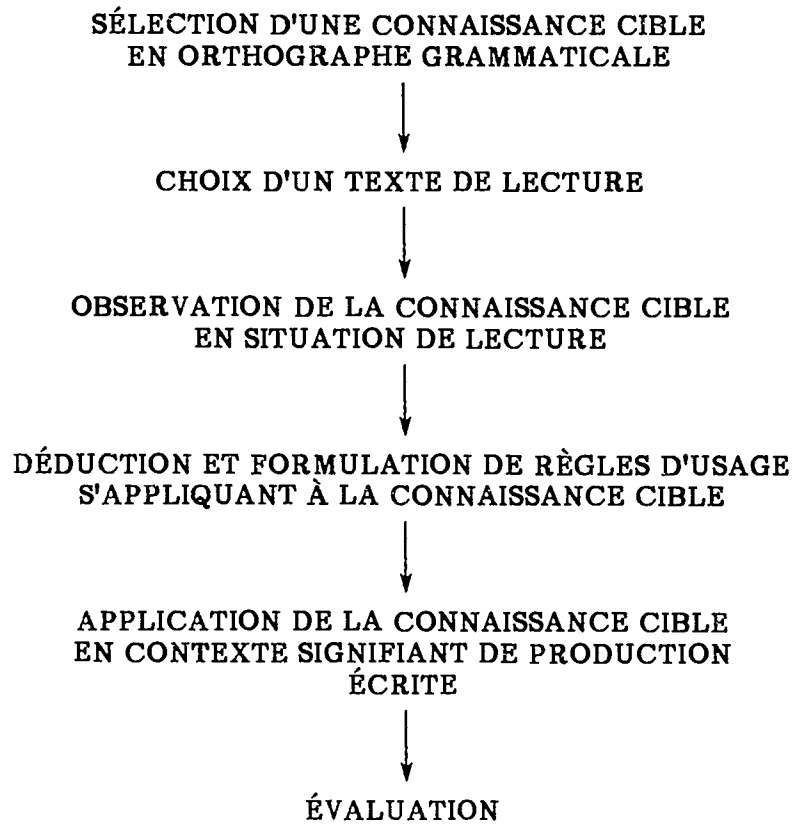 SÉLECTION D'UNE CONNAISSANCE CIBLE
EN ORTHOGRAPHE GRAMMATICALE
CHOIX D'UN TEXTE DE LECTURE
OBSERVATION DE LA CONNAISSANCE CIBLE
EN SITUATION DE LECTURE
DÉDUCTION ET FORMULATION DE RÈGLES D'USAGE
S'APPLIQUANT À LA CONNAISSANCE CIBLE
APPLICATION DE LA CONNAISSANCE CIBLE
EN CONTEXTE SIGNIFIANT DE PRODUCTION
ÉCRITE
ÉVALUATION